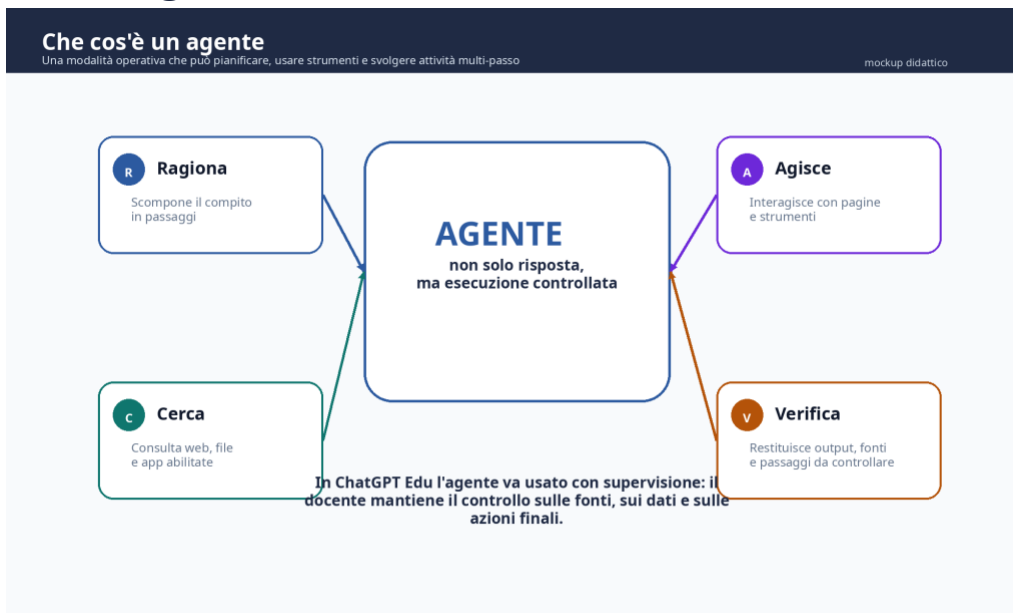 Che cos'è un agente
Una modalità operativa che può pianificare, usare strumenti e svolgere attività multi-passo
mockup didattico
R
Ragiona
Scompone il compito
in passaggi
AGENTE
non solo risposta,
ma esecuzione controllata
A
Agisce
Interagisce con pagine
e strumenti
C
Cerca
Consulta web, file
e app abilitate
V
Verifica
Restituisce output, fonti
e passaggi da controllare
In ChatGPT Edu l'agente va usato con supervisione: il
docente mantiene il controllo sulle fonti, sui dati e sulle
azioni finali.